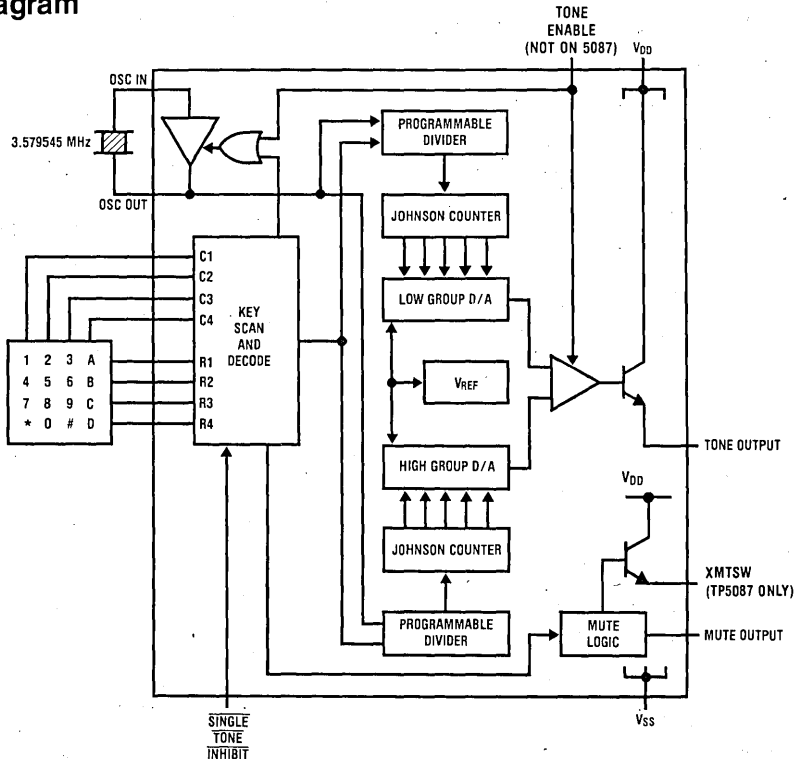 agram
TONE
ENABLE
(NOT ON 5087)
VDD
OSC IN
3.579545 MHz
OSC OUT
PROGRAMMABLE
DIVIDER
JOHNSON COUNTER
LOW GROUP D/A
VREF
HIGH GROUP D/A
JOHNSON COUNTER
PROGRAMMABLE
DIVIDER
C1
C2
C3
C4
R1
R2
R3
R4
KEY
SCAN
AND
DECODE
1 2 3 A
4 5 6 B
7 8 9 C
* 0 # D
TONE OUTPUT
VDD
XMTSW
(TP5087 ONLY)
MUTE
LOGIC
MUTE OUTPUT
VSS
SINGLE
TONE
INHIBIT